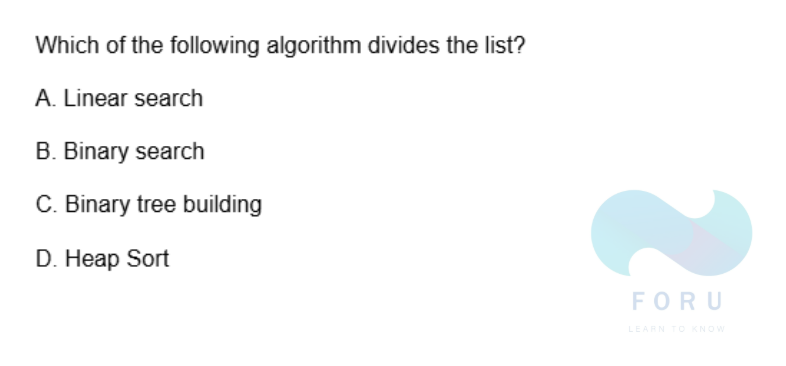 Which of the following algorithm divides the list?
A. Linear search
B. Binary search
C. Binary tree building
D. Heap Sort
FORU
LEARN TO KNOW